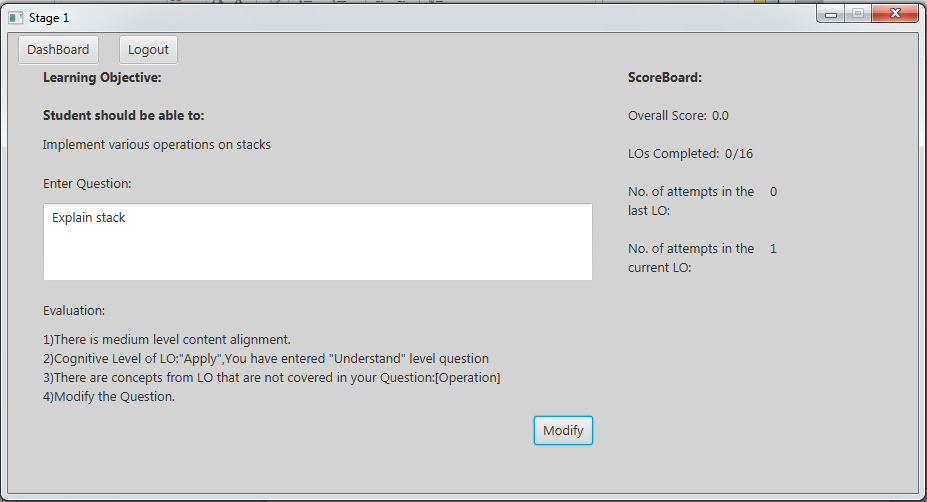 Stage 1
DashBoard Logout
Learning Objective:
Student should be able to:
Implement various operations on stacks
Enter Question:
Explain stack
Evaluation:
1)There is medium level content alignment.
2)Cognitive Level of LO:"Apply",You have entered "Understand" level question
3)There are concepts from LO that are not covered in your Question:[Operation]
4)Modify the Question.
Modify
ScoreBoard:
Overall Score: 0.0
LOs Completed: 0/16
No. of attempts in the 0
last LO:
No. of attempts in the 1
current LO: